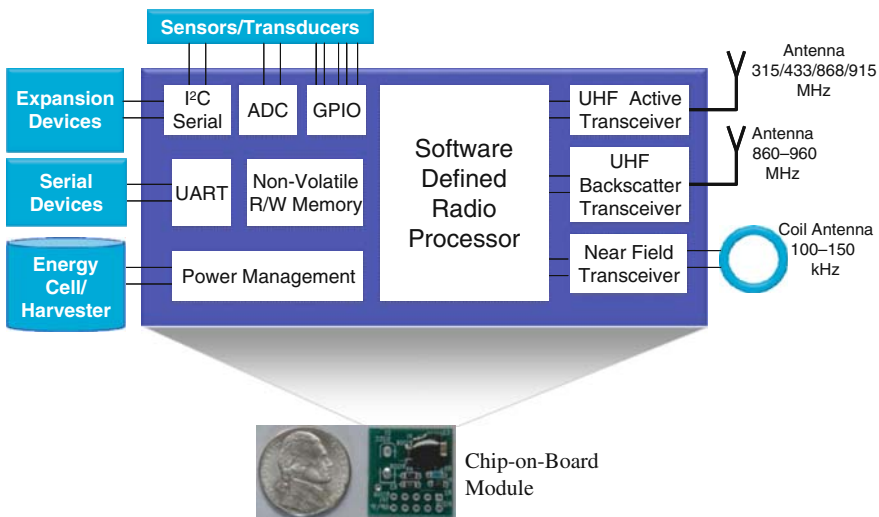 Sensors/Transducers
Expansion
Devices
I²C
Serial
ADC
GPIO
Serial
Devices
UART
Non-Volatile
R/W Memory
Energy
Cell/
Harvester
Power Management
Software
Defined
Radio
Processor
UHF Active
Transceiver
UHF
Backscatter
Transceiver
Near Field
Transceiver
Antenna
315/433/868/915
MHz
Antenna
860–960
MHz
Coil Antenna
100–150
kHz
Chip-on-Board
Module